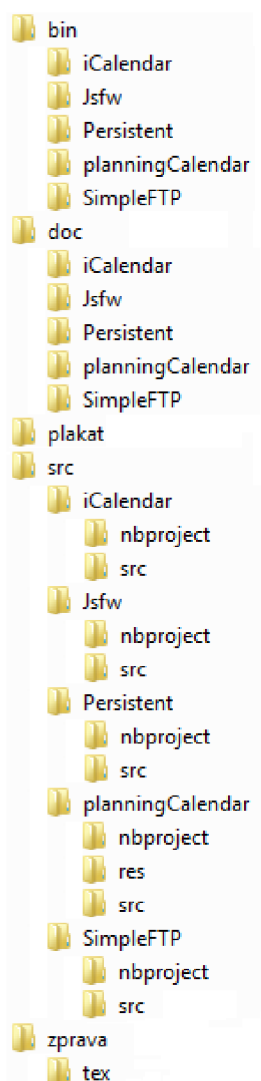 bin
iCalendar
Jsfw
Persistent
planningCalendar
SimpleFTP
doc
iCalendar
Jsfw
Persistent
planningCalendar
SimpleFTP
plakat
src
iCalendar
nbproject
src
Jsfw
nbproject
src
Persistent
nbproject
src
planningCalendar
nbproject
res
src
SimpleFTP
nbproject
src
zprava
tex